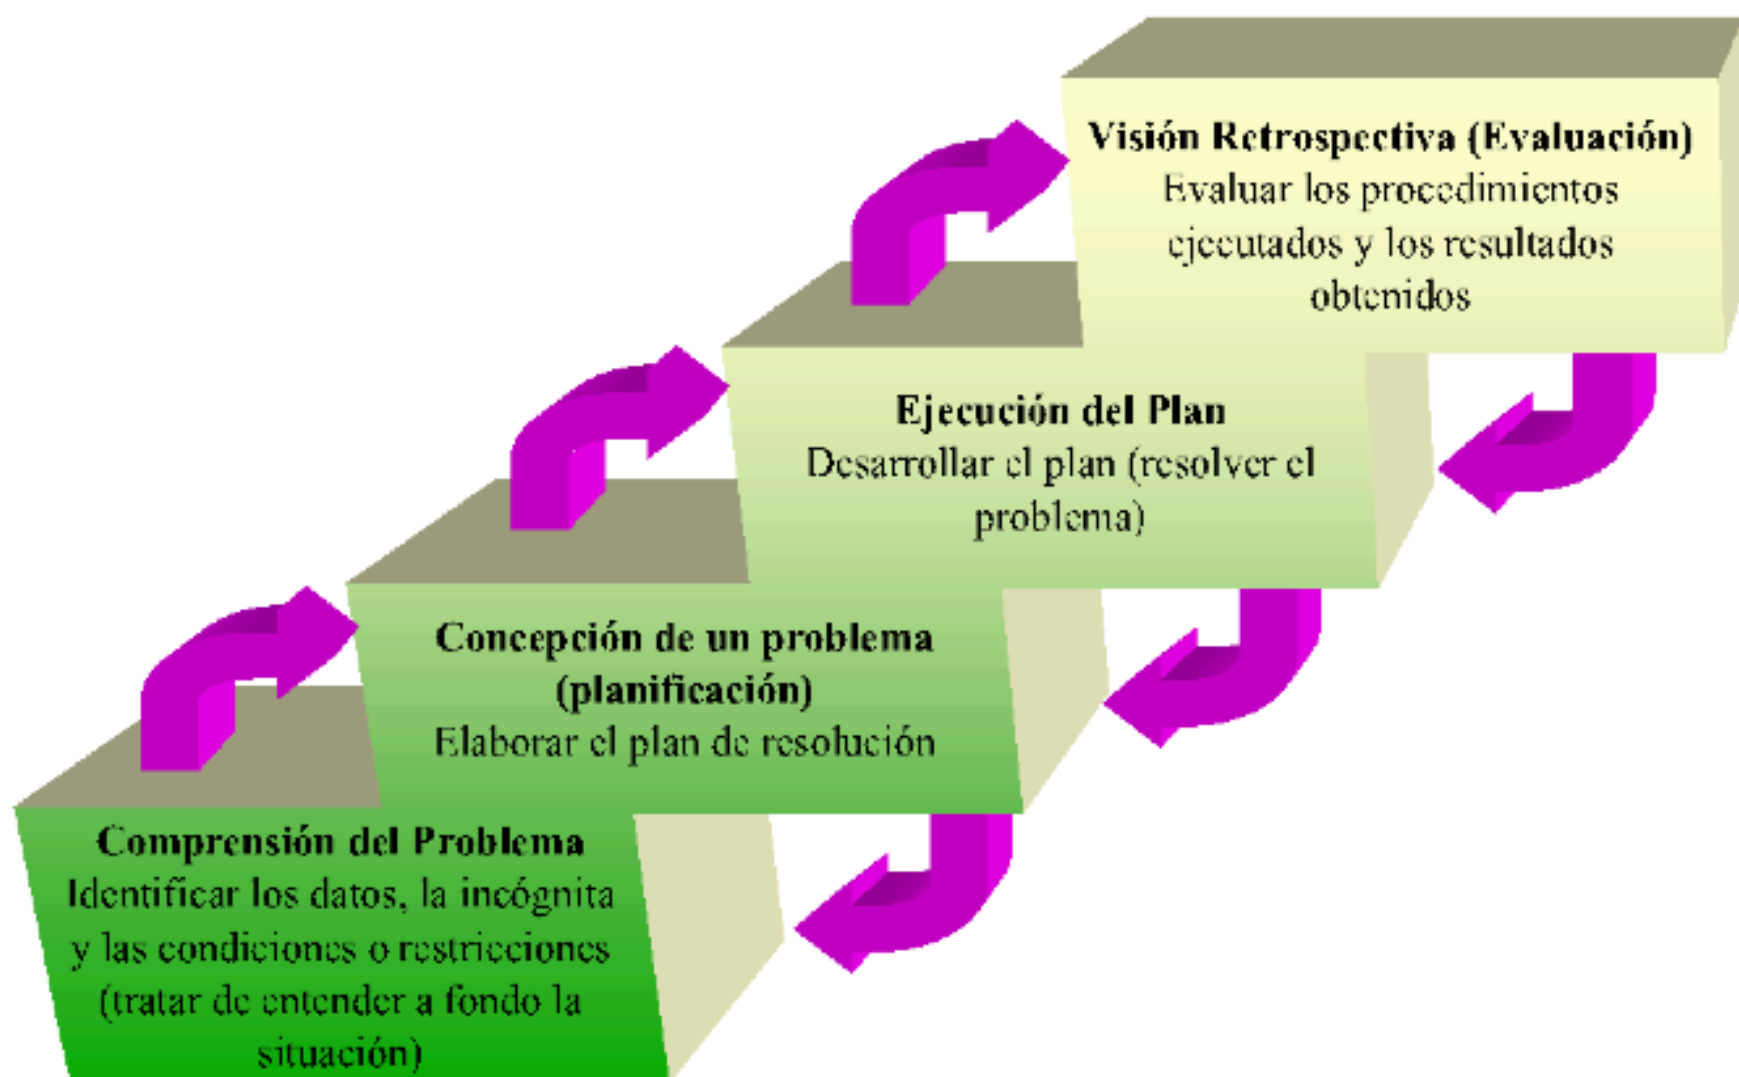 Visión Retrospectiva (Evaluación)
Evaluar los procedimientos
ejecutados y los resultados
obtenidos
Ejecución del Plan
Desarrollar el plan (resolver el
problema)
Concepción de un problema
(planificación)
Elaborar el plan de resolución
Comprensión del Problema
Identificar los datos, la incógnita
y las condiciones o restricciones
(tratar de entender a fondo la
situación)